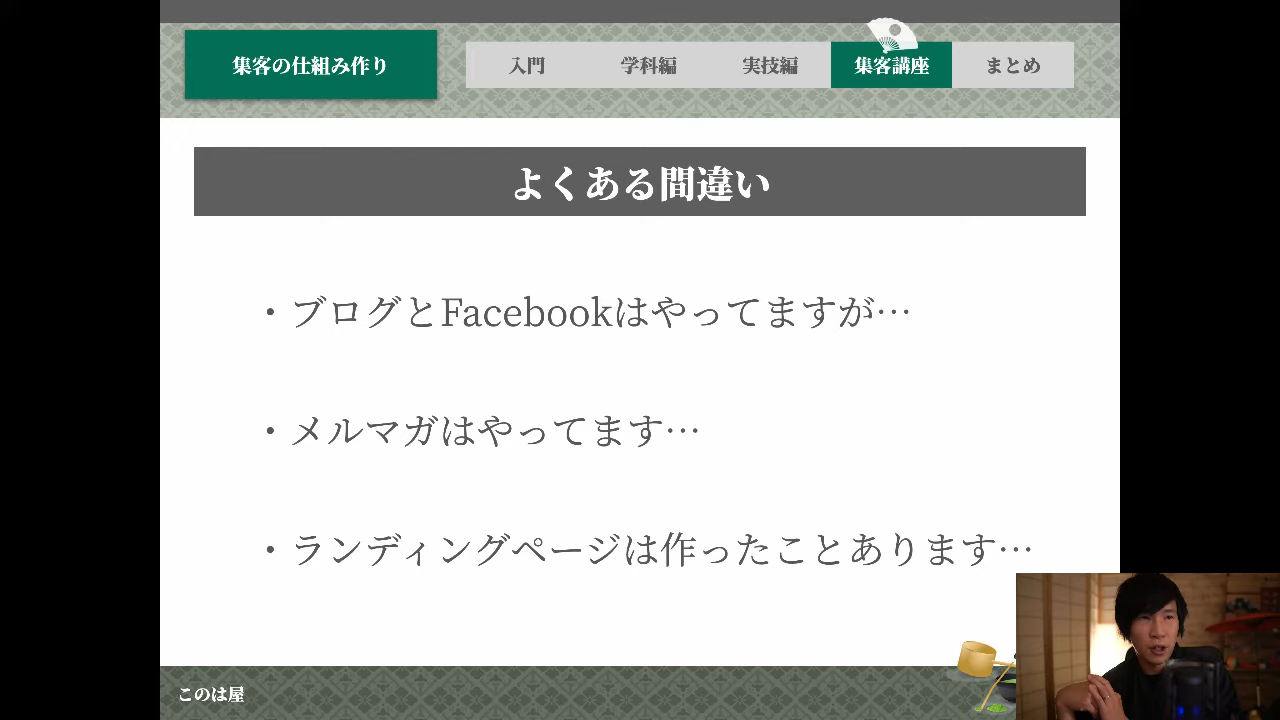 集客の仕組み作り
入門
学科編
実技編
集客講座
まとめ
よくある間違い
・ブログとFacebookはやってますが…
・メルマガはやってます…
・ランディングページは作ったことあります…
このは屋